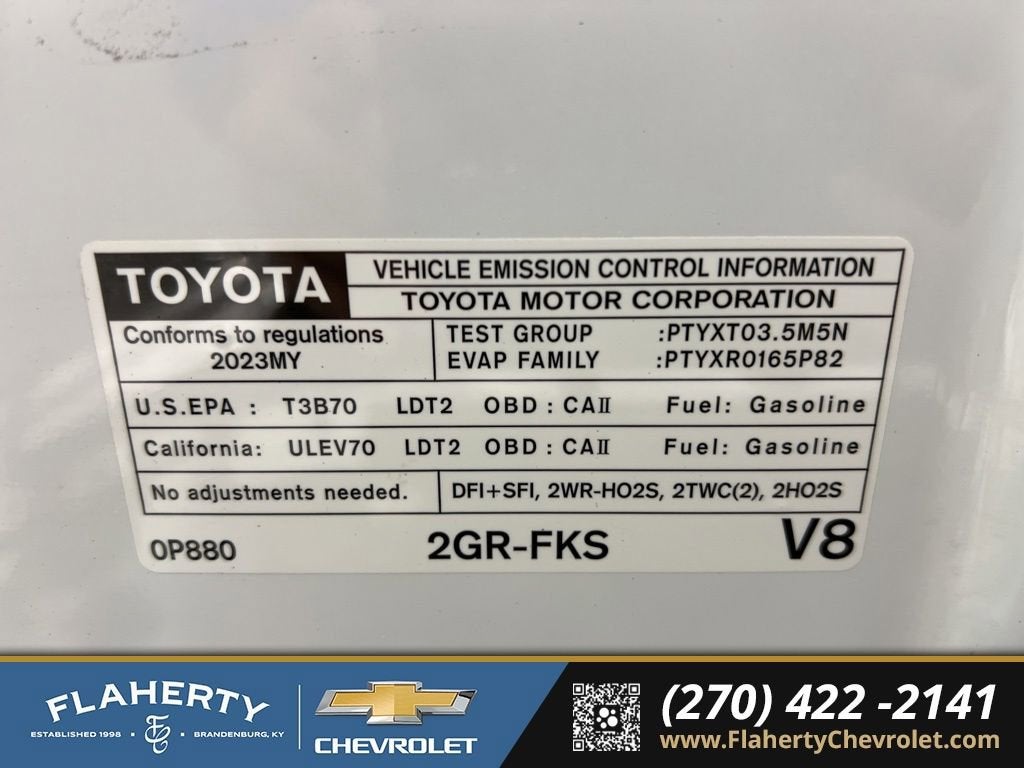 TOYOTA
VEHICLE EMISSION CONTROL INFORMATION
TOYOTA MOTOR CORPORATION
Conforms to regulations
2023MY
TEST GROUP :PTYXT03.5M5N
EVAP FAMILY :PTYXR0165P82
U.S.EPA : T3B70 LDT2 OBD : CAII Fuel: Gasoline
California: ULEV70 LDT2 OBD : CAII Fuel: Gasoline
No adjustments needed.
DFI+SFI, 2WR-HO2S, 2TWC(2), 2HO2S
0P880 2GR-FKS V8
FLAHERTY
ESTABLISHED 1998 • FC • BRANDENBURG, KY
CHEVROLET
(270) 422 -2141
www.FlahertyChevrolet.com